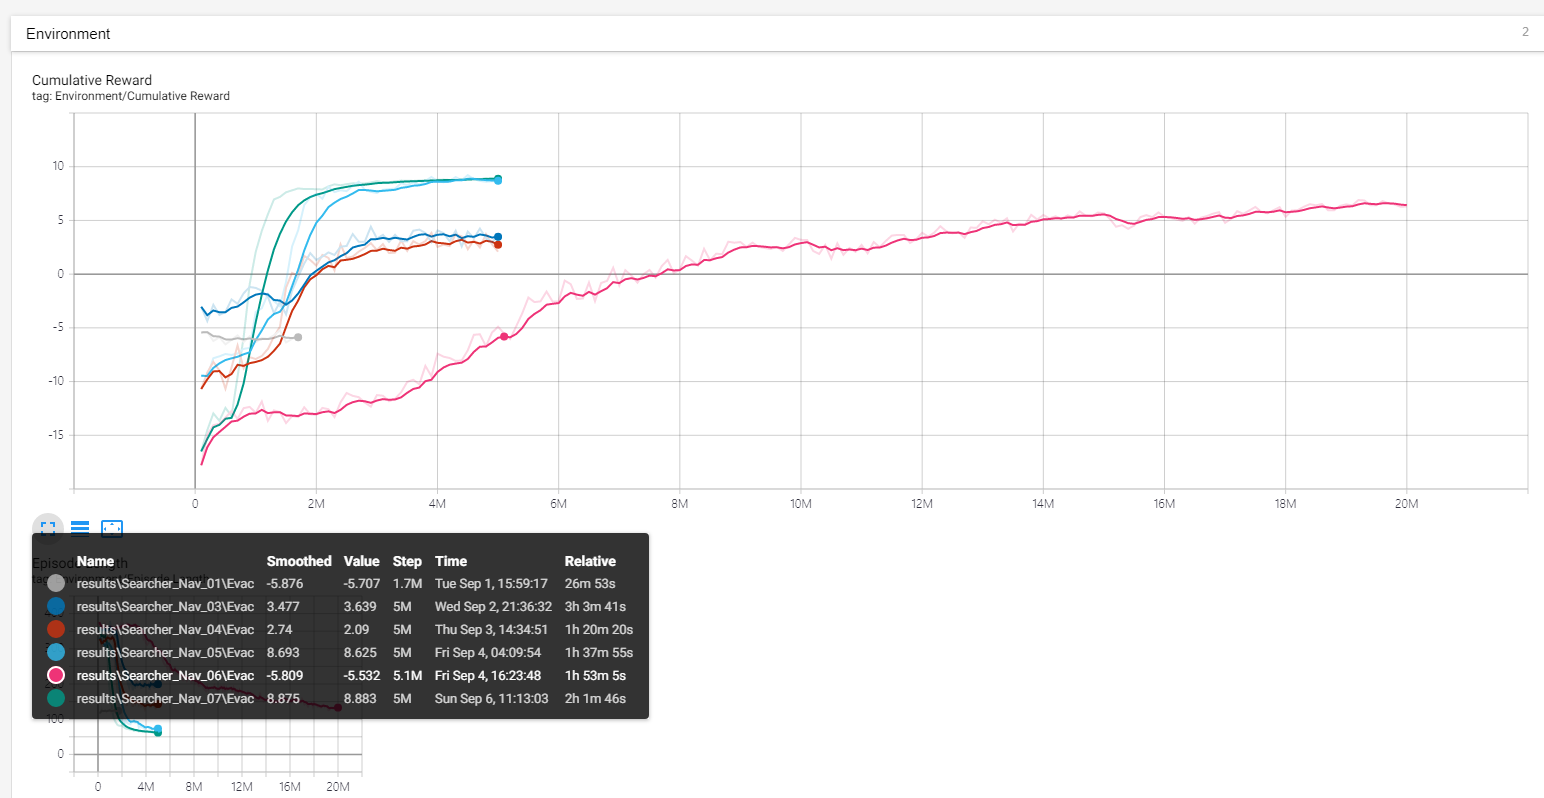 Environment
2
Cumulative Reward
tag: Environment/Cumulative Reward
10
5
0
-5
-10
-15
0 2M 4M 6M 8M 10M 12M 14M 16M 18M 20M
Episode Length
tag: Environment/Episode Length
Name Smoothed Value Step Time Relative
results\Searcher_Nav_01\Evac -5.876 -5.707 1.7M Tue Sep 1, 15:59:17 26m 53s
results\Searcher_Nav_03\Evac 3.477 3.639 5M Wed Sep 2, 21:36:32 3h 3m 41s
results\Searcher_Nav_04\Evac 2.74 2.09 5M Thu Sep 3, 14:34:51 1h 20m 20s
results\Searcher_Nav_05\Evac 8.693 8.625 5M Fri Sep 4, 04:09:54 1h 37m 55s
results\Searcher_Nav_06\Evac -5.809 -5.532 5.1M Fri Sep 4, 16:23:48 1h 53m 5s
results\Searcher_Nav_07\Evac 8.875 8.883 5M Sun Sep 6, 11:13:03 2h 1m 46s
100
0
0 4M 8M 12M 16M 20M